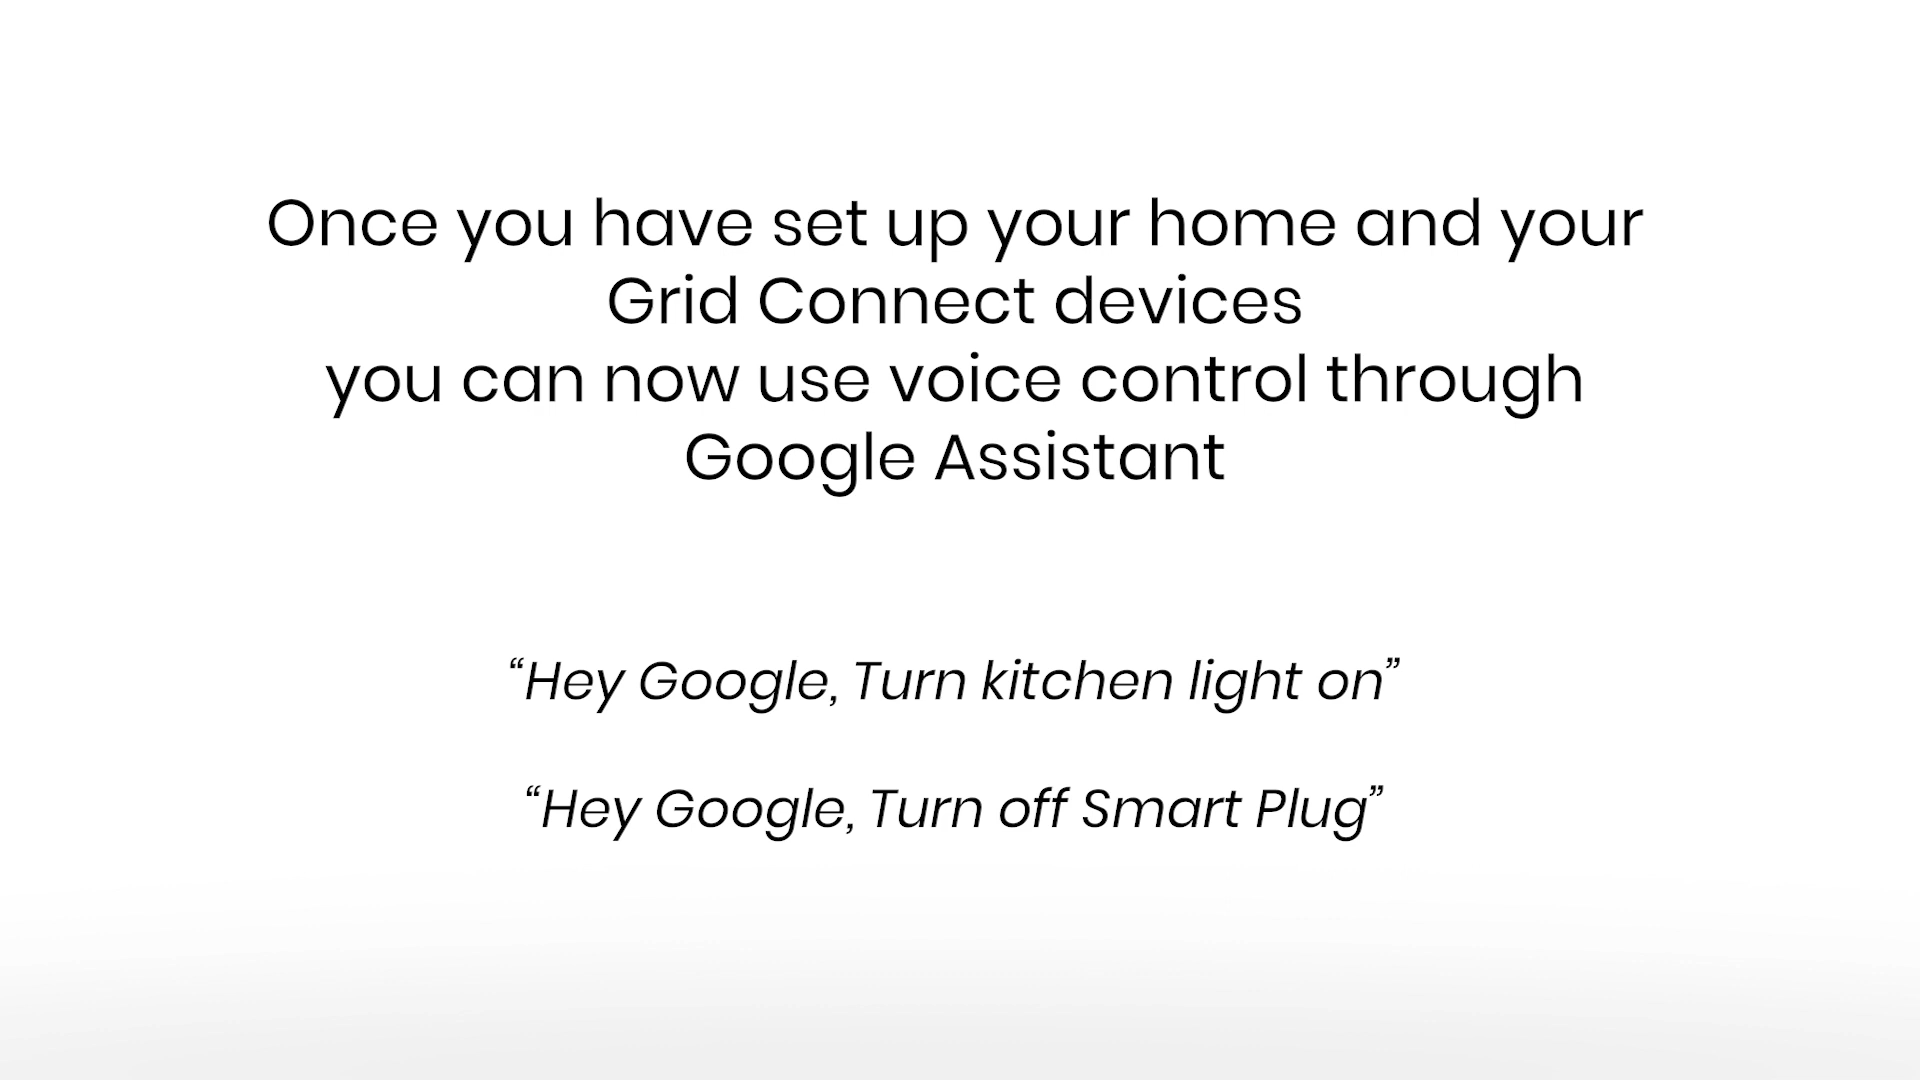 Once you have set up your home and your
Grid Connect devices
you can now use voice control through
Google Assistant
“Hey Google, Turn kitchen light on”
“Hey Google, Turn off Smart Plug”